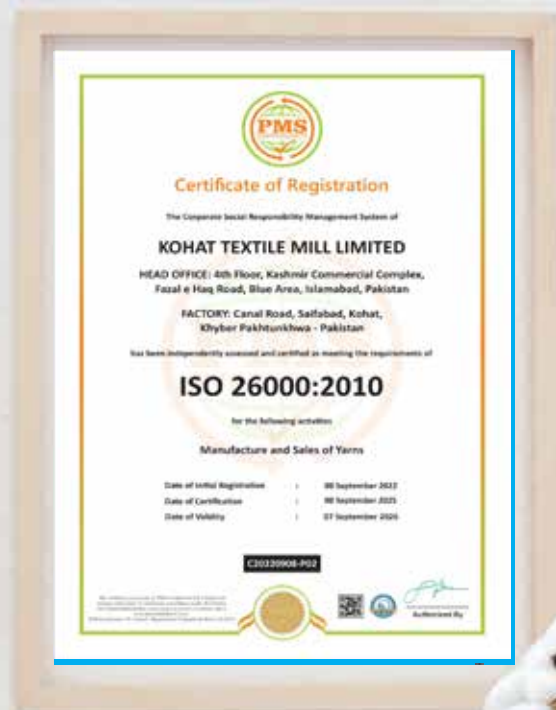 PMS
Certificate of Registration
The Corporate Social Responsibility Management System of
KOHAT TEXTILE MILL LIMITED
HEAD OFFICE: 4th Floor, Kashmir Commercial Complex,
Fazal e Haq Road, Blue Area, Islamabad, Pakistan
FACTORY: Canal Road, Saifabad, Kohat,
Khyber Pakhtunkhwa - Pakistan
has been independently assessed and certified as meeting the requirements of
ISO 26000:2010
for the following activities
Manufacture and Sales of Yarns
Date of Initial Registration : 08 September 2022
Date of Certification : 08 September 2025
Date of Validity : 07 September 2026
C20220908-P02
Authorized By